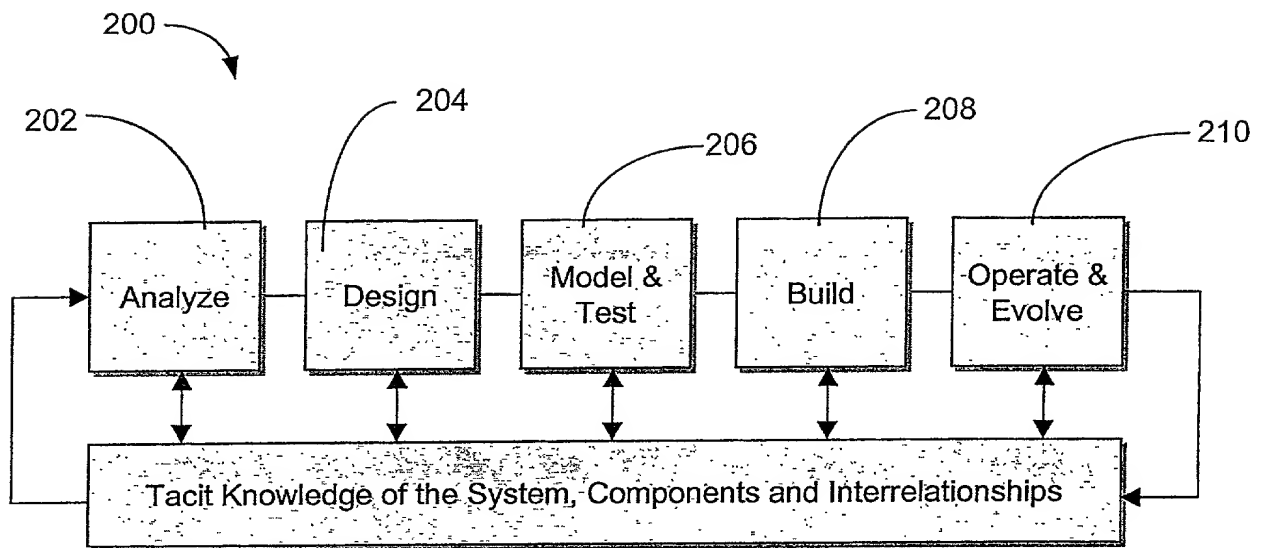 200
202
204
206
208
210
Analyze
Design
Model &
Test
Build
Operate &
Evolve
Tacit Knowledge of the System, Components and Interrelationships